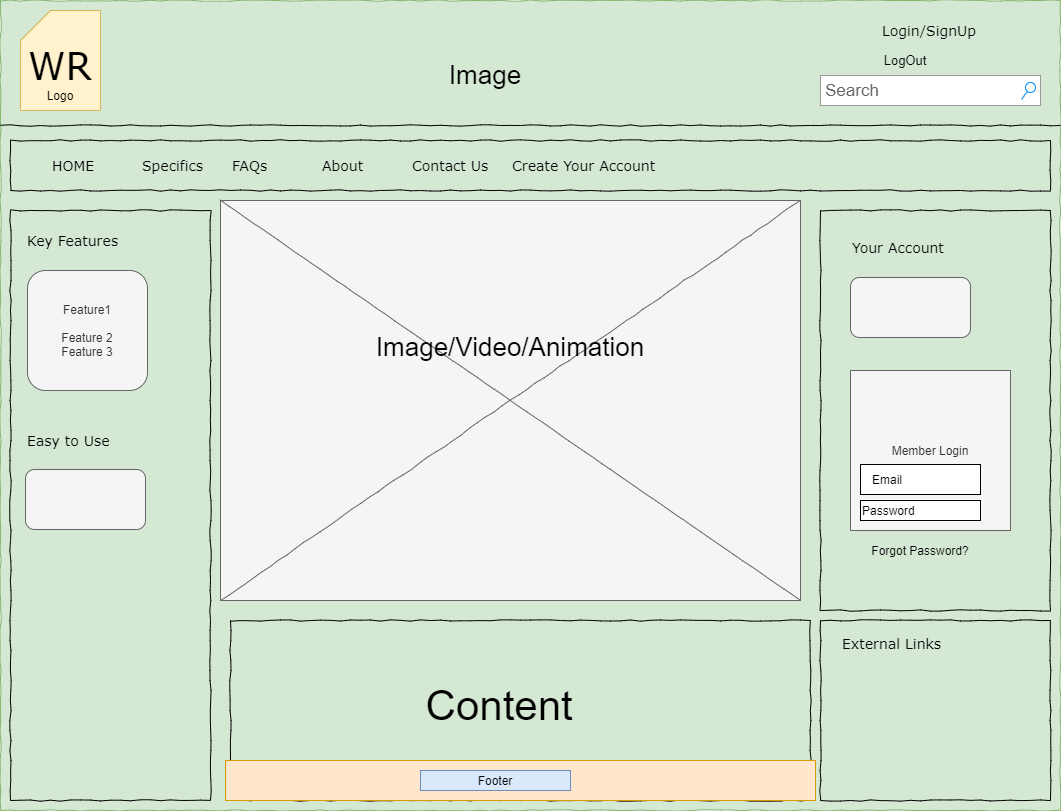 WR
Logo
Image
Login/SignUp
LogOut
Search
HOME Specifics FAQs About Contact Us Create Your Account
Key Features
Feature1
Feature 2
Feature 3
Easy to Use
Image/Video/Animation
Your Account
Member Login
Email
Password
Forgot Password?
Content
External Links
Footer